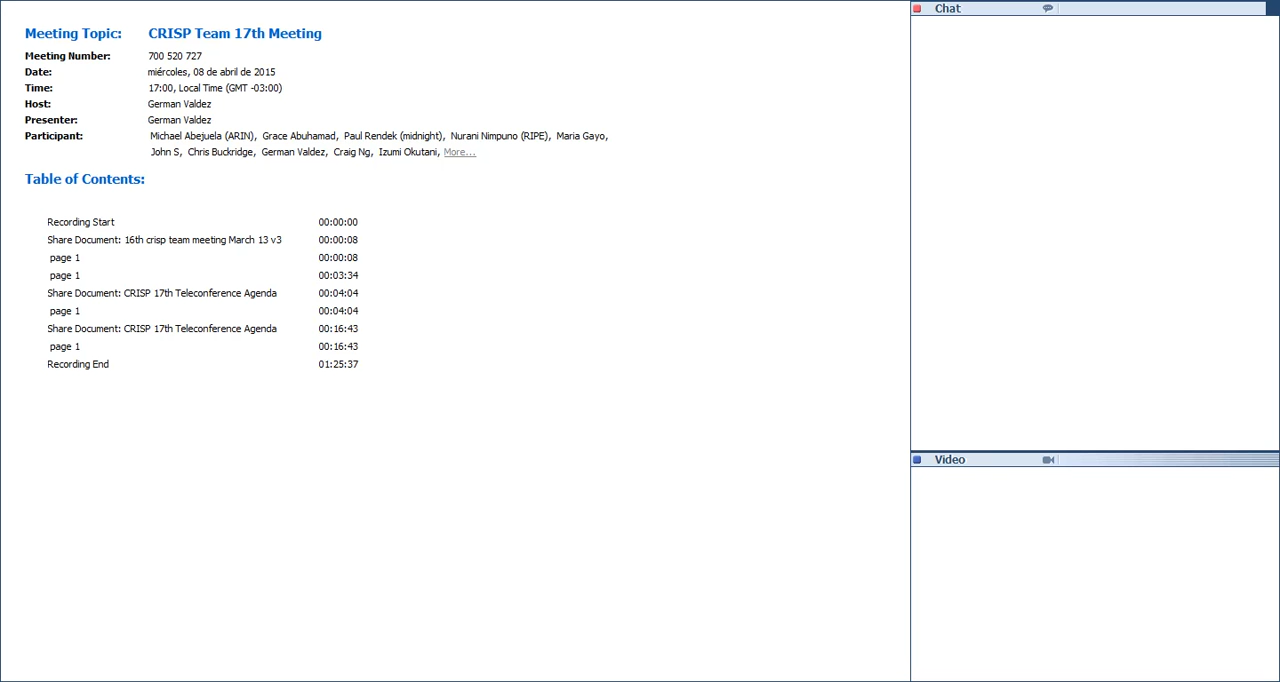 Meeting Topic: CRISP Team 17th Meeting
Meeting Number: 700 520 727
Date: miércoles, 08 de abril de 2015
Time: 17:00, Local Time (GMT -03:00)
Host: German Valdez
Presenter: German Valdez
Participant: Michael Abejuela (ARIN), Grace Abuhamad, Paul Rendek (midnight), Nurani Nimpuno (RIPE), Maria Gayo,
John S, Chris Buckridge, German Valdez, Craig Ng, Izumi Okutani, More...
Table of Contents:
Recording Start 00:00:00
Share Document: 16th crisp team meeting March 13 v3 00:00:08
page 1 00:00:08
page 1 00:03:34
Share Document: CRISP 17th Teleconference Agenda 00:04:04
page 1 00:04:04
Share Document: CRISP 17th Teleconference Agenda 00:16:43
page 1 00:16:43
Recording End 01:25:37
Chat
Video